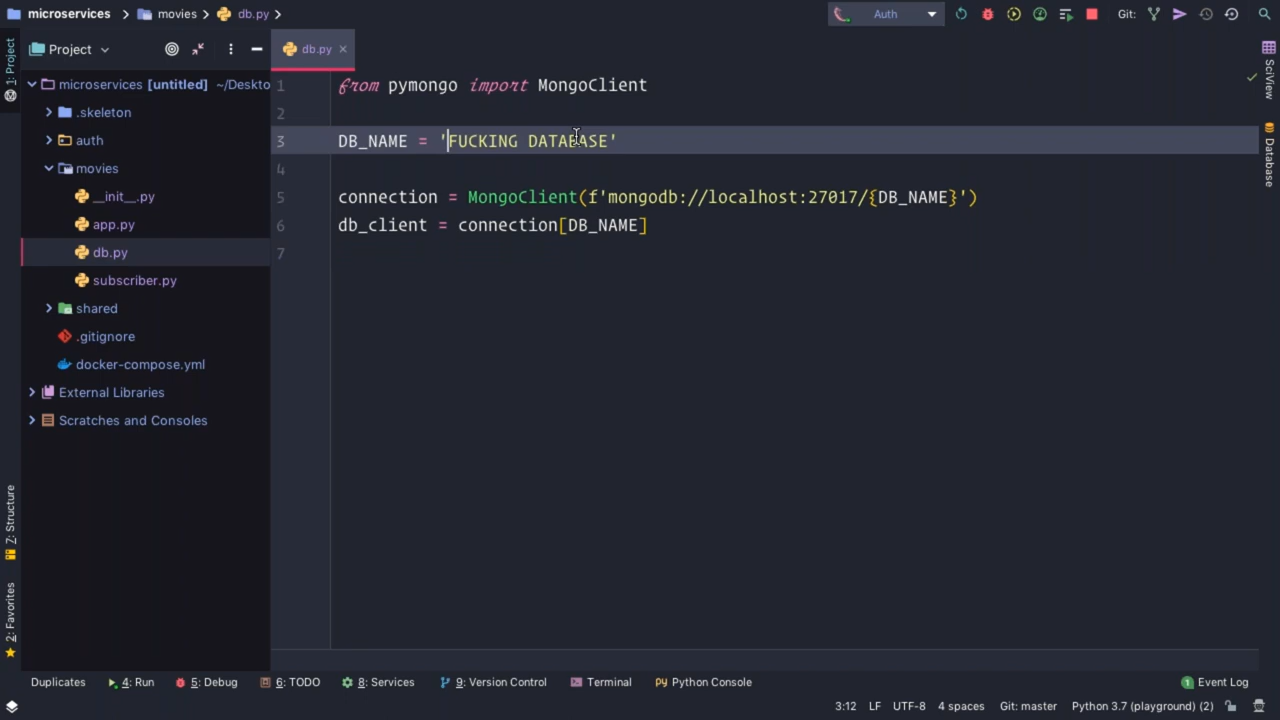 microservices movies db.py
Auth
Git:
1: Project
Project
db.py
microservices [untitled] ~/Deskto
.skeleton
auth
movies
__init__.py
app.py
db.py
subscriber.py
shared
.gitignore
docker-compose.yml
External Libraries
Scratches and Consoles
1 from pymongo import MongoClient
2
3 DB_NAME = 'FUCKING DATABASE'
4
5 connection = MongoClient(f'mongodb://localhost:27017/{DB_NAME}')
6 db_client = connection[DB_NAME]
7
SciView
Database
7: Structure
2: Favorites
Duplicates 4: Run 5: Debug 6: TODO 8: Services 9: Version Control Terminal Python Console 1 Event Log
3:12 LF UTF-8 4 spaces Git: master Python 3.7 (playground) (2)